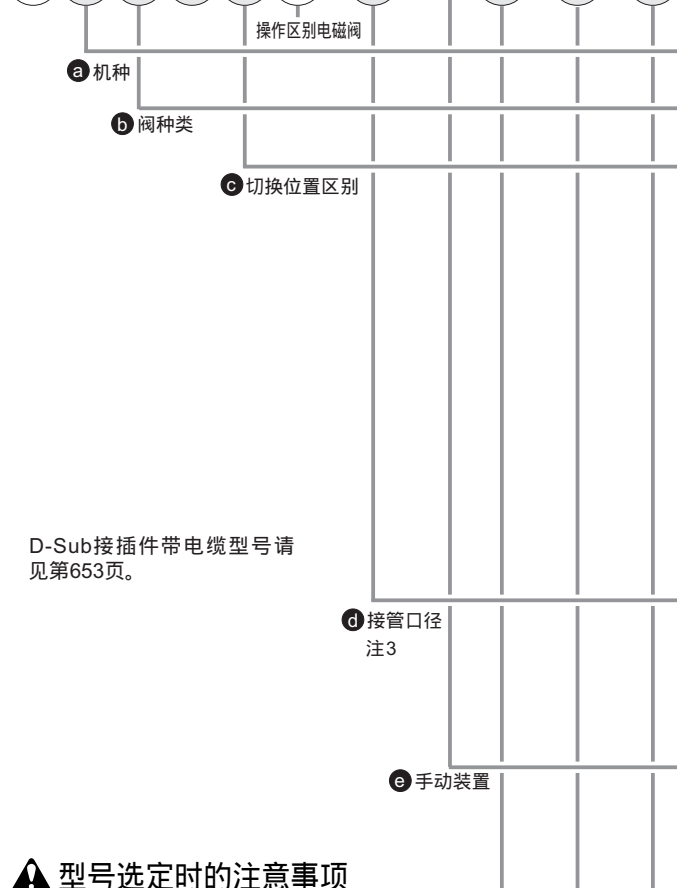 操作区别电磁阀
a 机种
b 阀种类
c 切换位置区别
D-Sub接插件带电缆型号请
见第653页。
d 接管口径
注3
e 手动装置
型号选定时的注意事项